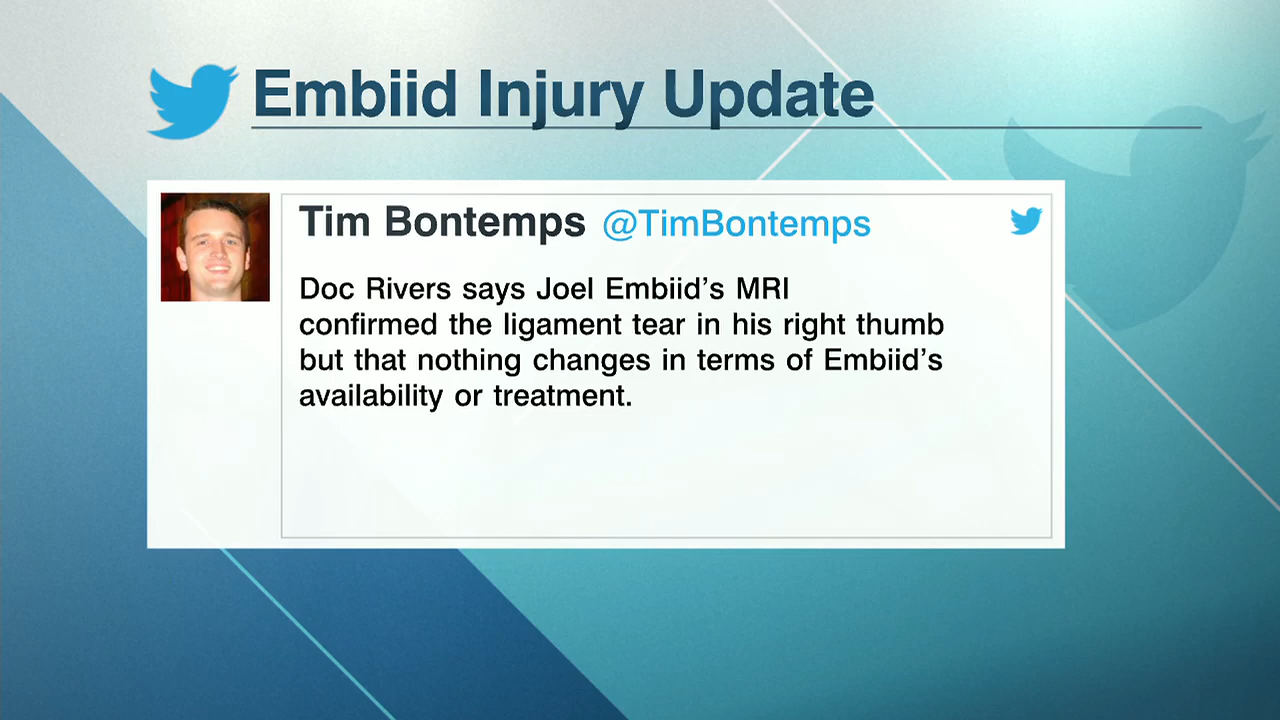 Embiid Injury Update
Tim Bontemps @TimBontemps
Doc Rivers says Joel Embiid’s MRI
confirmed the ligament tear in his right thumb
but that nothing changes in terms of Embiid’s
availability or treatment.